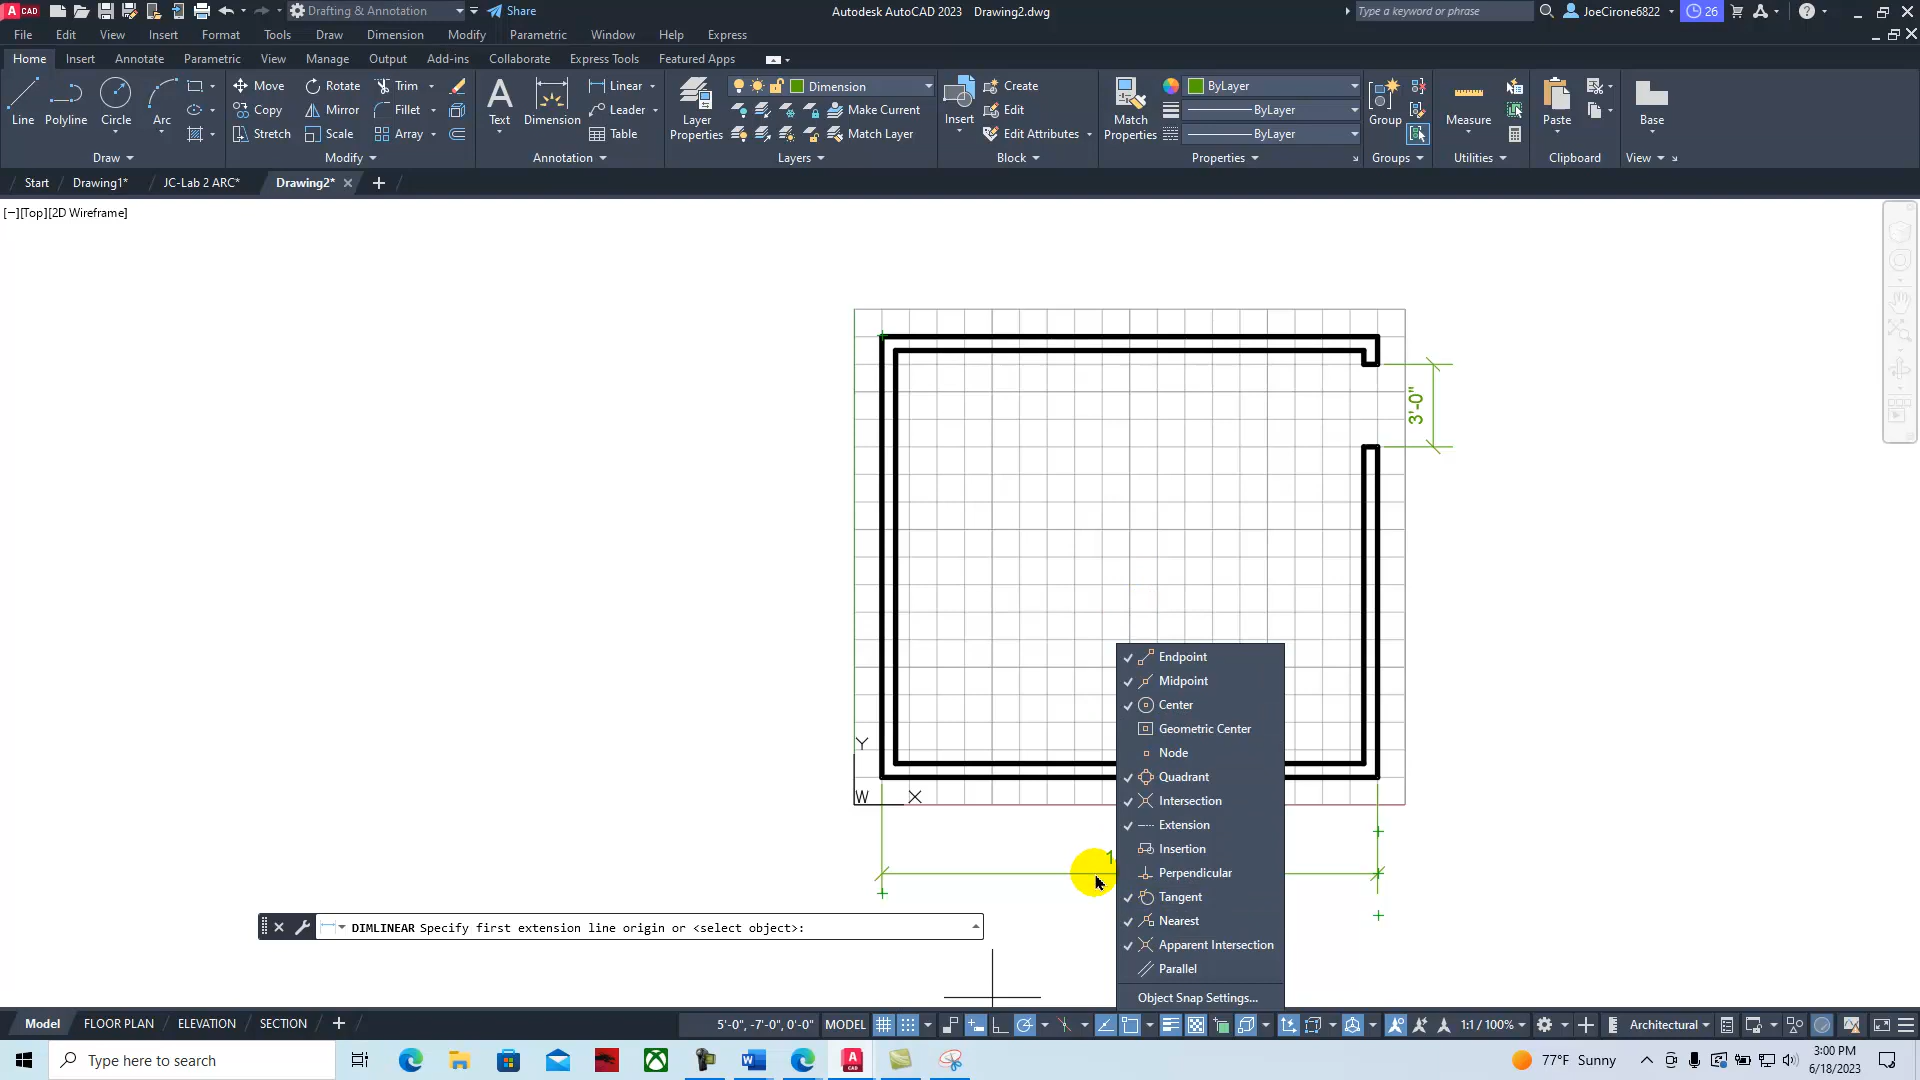 A CAD Drafting & Annotation Share Autodesk AutoCAD 2023 Drawing2.dwg Type a keyword or phrase JoeCirone6822 26
File Edit View Insert Format Tools Draw Dimension Modify Parametric Window Help Express
Home Insert Annotate Parametric View Manage Output Add-ins Collaborate Express Tools Featured Apps
Line Polyline Circle Arc
Move Rotate Trim
Copy Mirror Fillet
Stretch Scale Array
Text Dimension
Linear
Leader
Table
Layer Properties
Dimension
Make Current
Match Layer
Insert
Create
Edit
Edit Attributes
Match Properties
ByLayer
ByLayer
ByLayer
Group Measure Paste Base
Draw Modify Annotation Layers Block Properties Groups Utilities Clipboard View
Start Drawing1* JC-Lab 2 ARC* Drawing2*
[−][Top][2D Wireframe]
3'-0"
Y
W X
1
Endpoint
Midpoint
Center
Geometric Center
Node
Quadrant
Intersection
Extension
Insertion
Perpendicular
Tangent
Nearest
Apparent Intersection
Parallel
Object Snap Settings...
DIMLINEAR Specify first extension line origin or <select object>:
Model FLOOR PLAN ELEVATION SECTION 5'-0", -7'-0", 0'-0" MODEL 1:1 / 100% Architectural
Type here to search 77°F Sunny 3:00 PM
6/18/2023